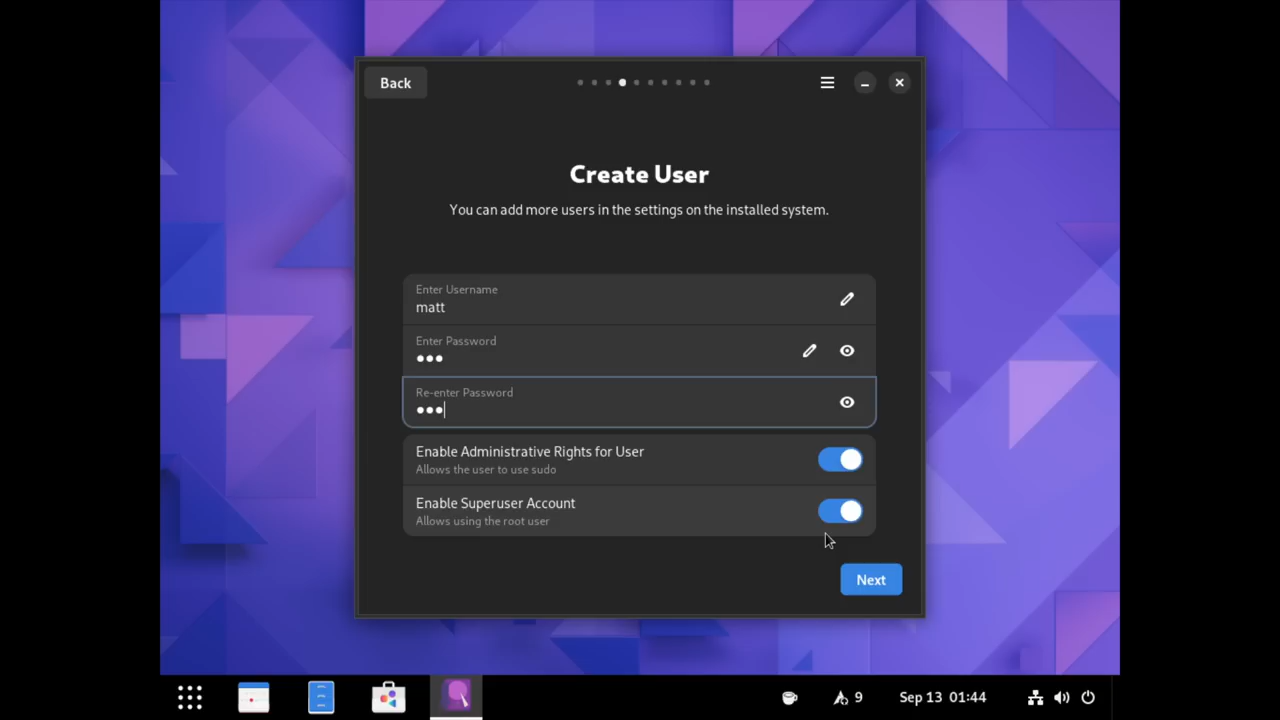 Back
Create User
You can add more users in the settings on the installed system.
Enter Username
matt
Enter Password
Re-enter Password
Enable Administrative Rights for User
Allows the user to use sudo
Enable Superuser Account
Allows using the root user
Next
9
Sep 13 01:44